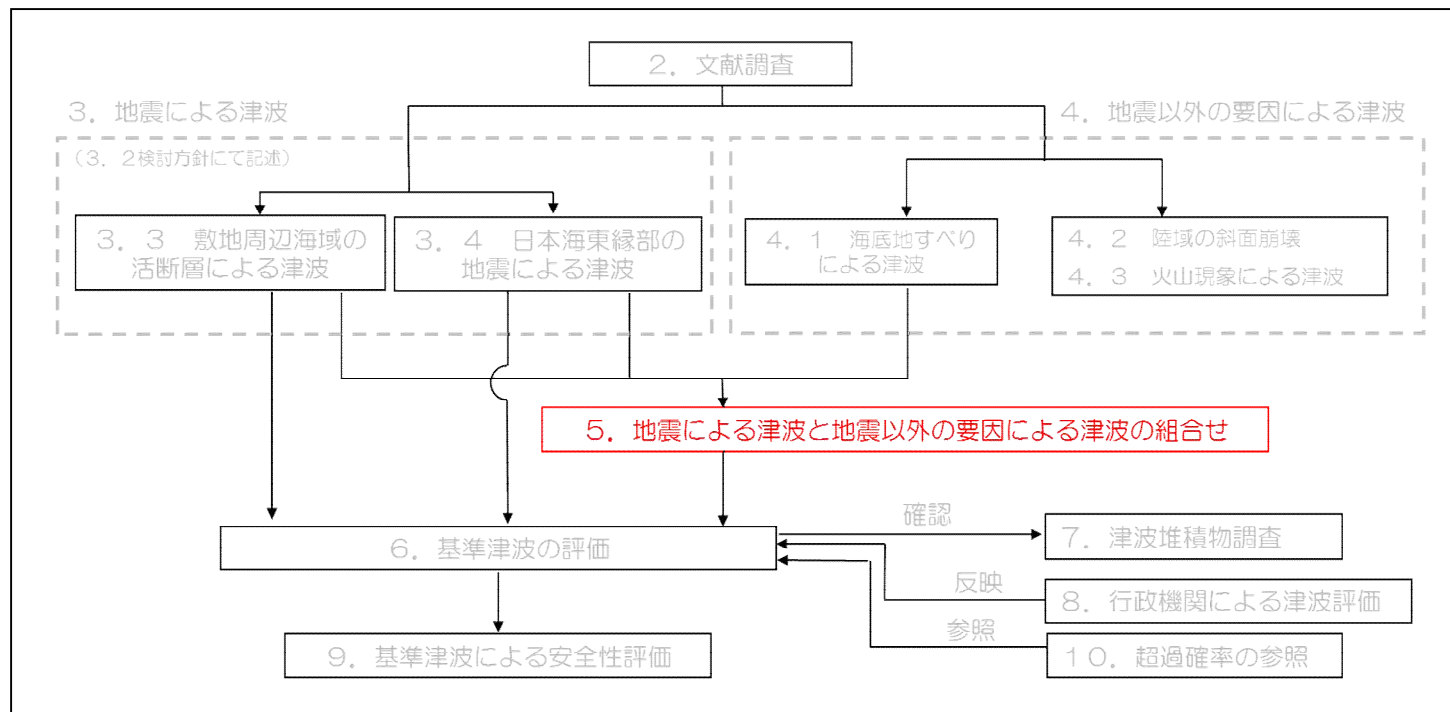 ２．文献調査
３．地震による津波
４．地震以外の要因による津波
（３．２検討方針にて記述）
３．３　敷地周辺海域の
活断層による津波
３．４　日本海東縁部の
地震による津波
４．１　海底地すべり
による津波
４．２　陸域の斜面崩壊
４．３　火山現象による津波
５．地震による津波と地震以外の要因による津波の組合せ
６．基準津波の評価
確認
７．津波堆積物調査
反映
８．行政機関による津波評価
参照
１０．超過確率の参照
９．基準津波による安全性評価